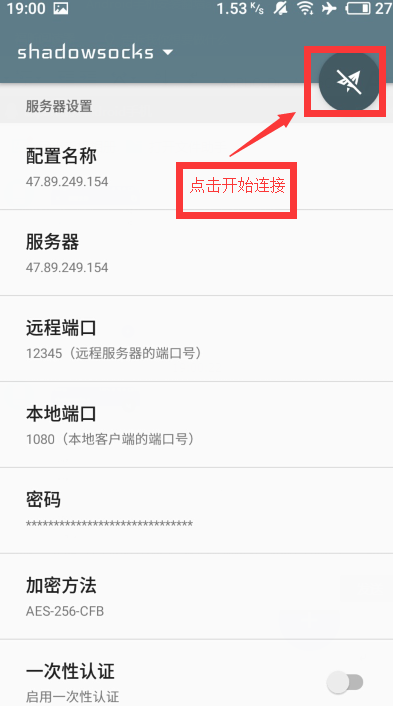 19:00 1.53 K/s 27
shadowsocks
服务器设置
配置名称
47.89.249.154
点击开始连接
服务器
47.89.249.154
远程端口
12345（远程服务器的端口号）
本地端口
1080（本地客户端的端口号）
密码
******************************
加密方法
AES-256-CFB
一次性认证
启用一次性认证